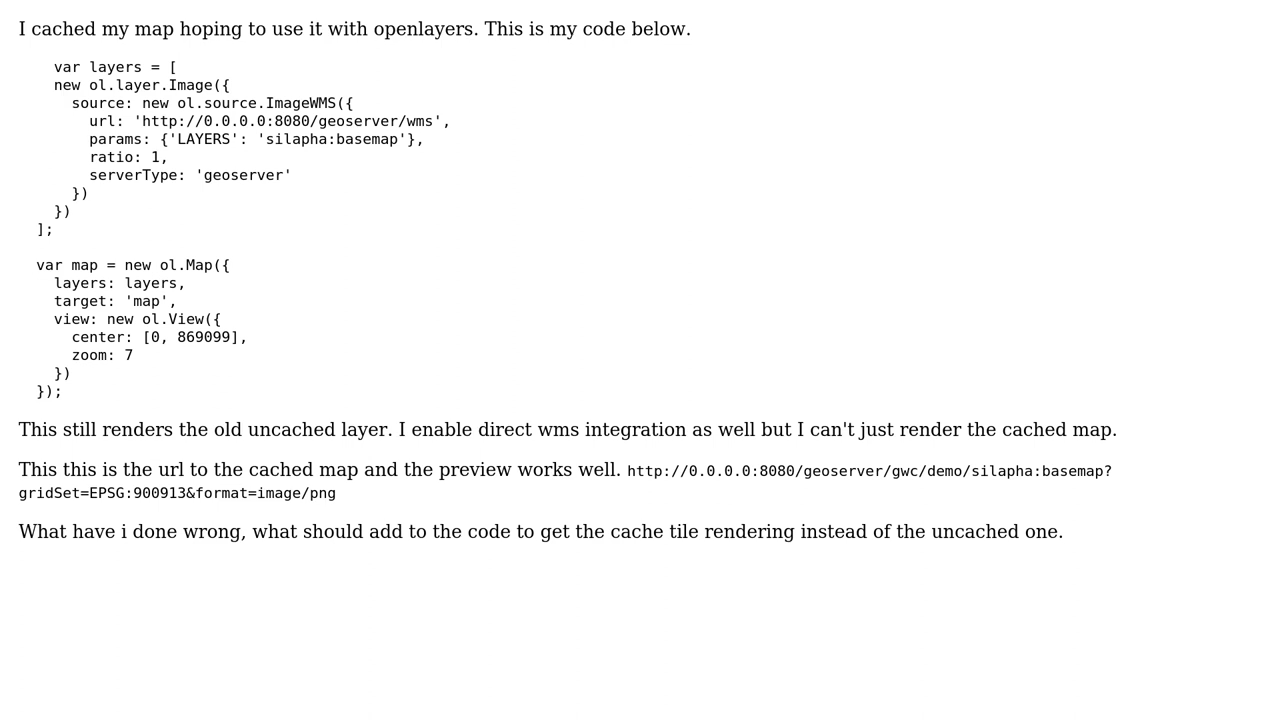 I cached my map hoping to use it with openlayers. This is my code below.
    var layers = [
    new ol.layer.Image({
      source: new ol.source.ImageWMS({
        url: 'http://0.0.0.0:8080/geoserver/wms',
        params: {'LAYERS': 'silapha:basemap'},
        ratio: 1,
        serverType: 'geoserver'
      })
    })
  ];

  var map = new ol.Map({
    layers: layers,
    target: 'map',
    view: new ol.View({
      center: [0, 869099],
      zoom: 7
    })
  });
This still renders the old uncached layer. I enable direct wms integration as well but I can't just render the cached map.
This this is the url to the cached map and the preview works well. http://0.0.0.0:8080/geoserver/gwc/demo/silapha:basemap?
gridSet=EPSG:900913&format=image/png
What have i done wrong, what should add to the code to get the cache tile rendering instead of the uncached one.